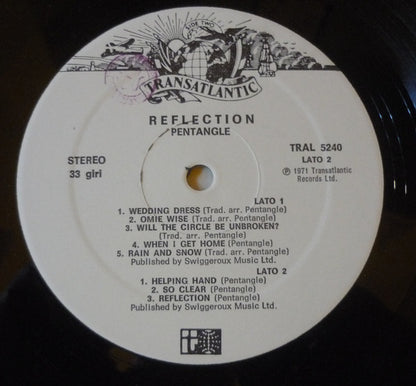 SIDE TWO
TRANSATLANTIC
REFLECTION
PENTANGLE
STEREO
33 giri
TRAL 5240
LATO 2
Ⓟ 1971 Transatlantic
Records Ltd.
LATO 1
1. WEDDING DRESS (Trad. arr. Pentangle)
2. OMIE WISE (Trad. arr. Pentangle)
3. WILL THE CIRCLE BE UNBROKEN?
(Trad. arr. Pentangle)
4. WHEN I GET HOME (Pentangle)
5. RAIN AND SNOW (Trad. arr. Pentangle)
Published by Swiggeroux Music Ltd.
LATO 2
1. HELPING HAND (Pentangle)
2. SO CLEAR (Pentangle)
3. REFLECTION (Pentangle)
Published by Swiggeroux Music Ltd.
it